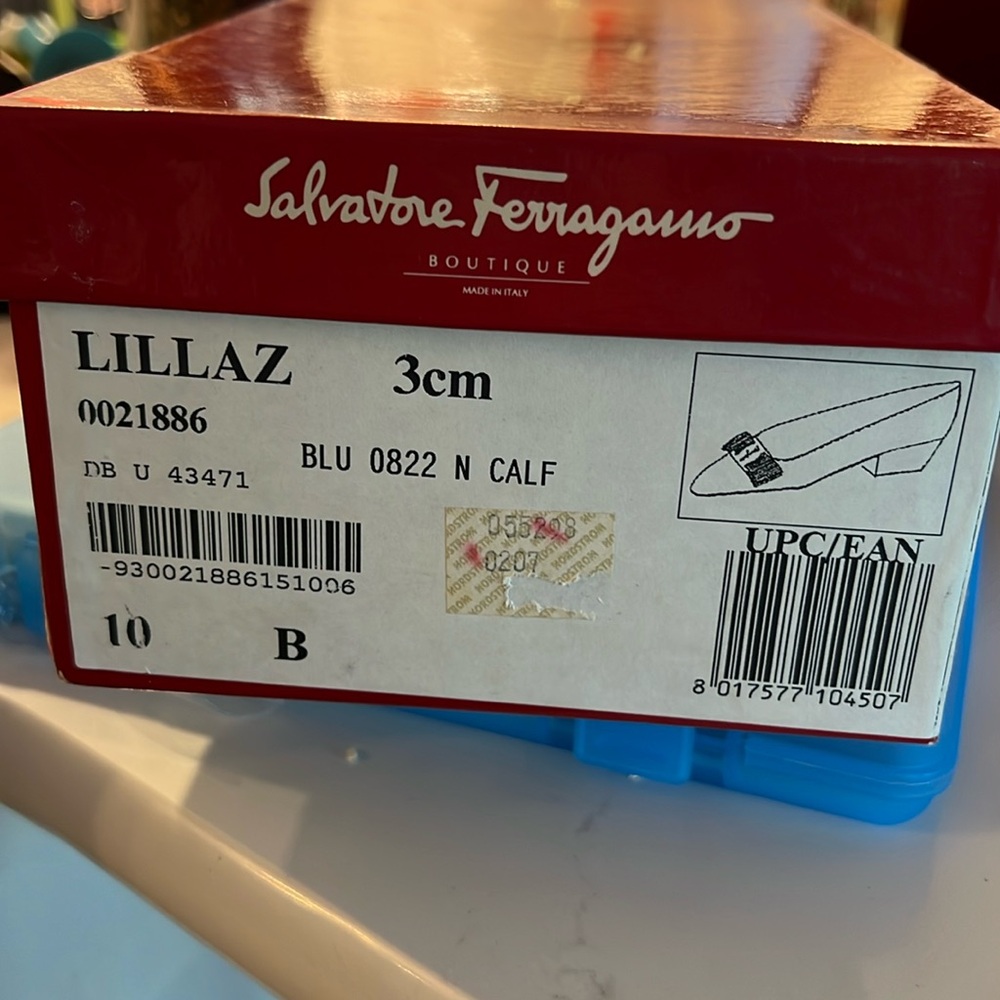 Salvatore Ferragamo
BOUTIQUE
MADE IN ITALY
LILLAZ 3cm
0021886
BLU 0822 N CALF
DB U 43471
-930021886151006
10 B
NORDSTROM
0207
UPC/EAN
8 017577 104507